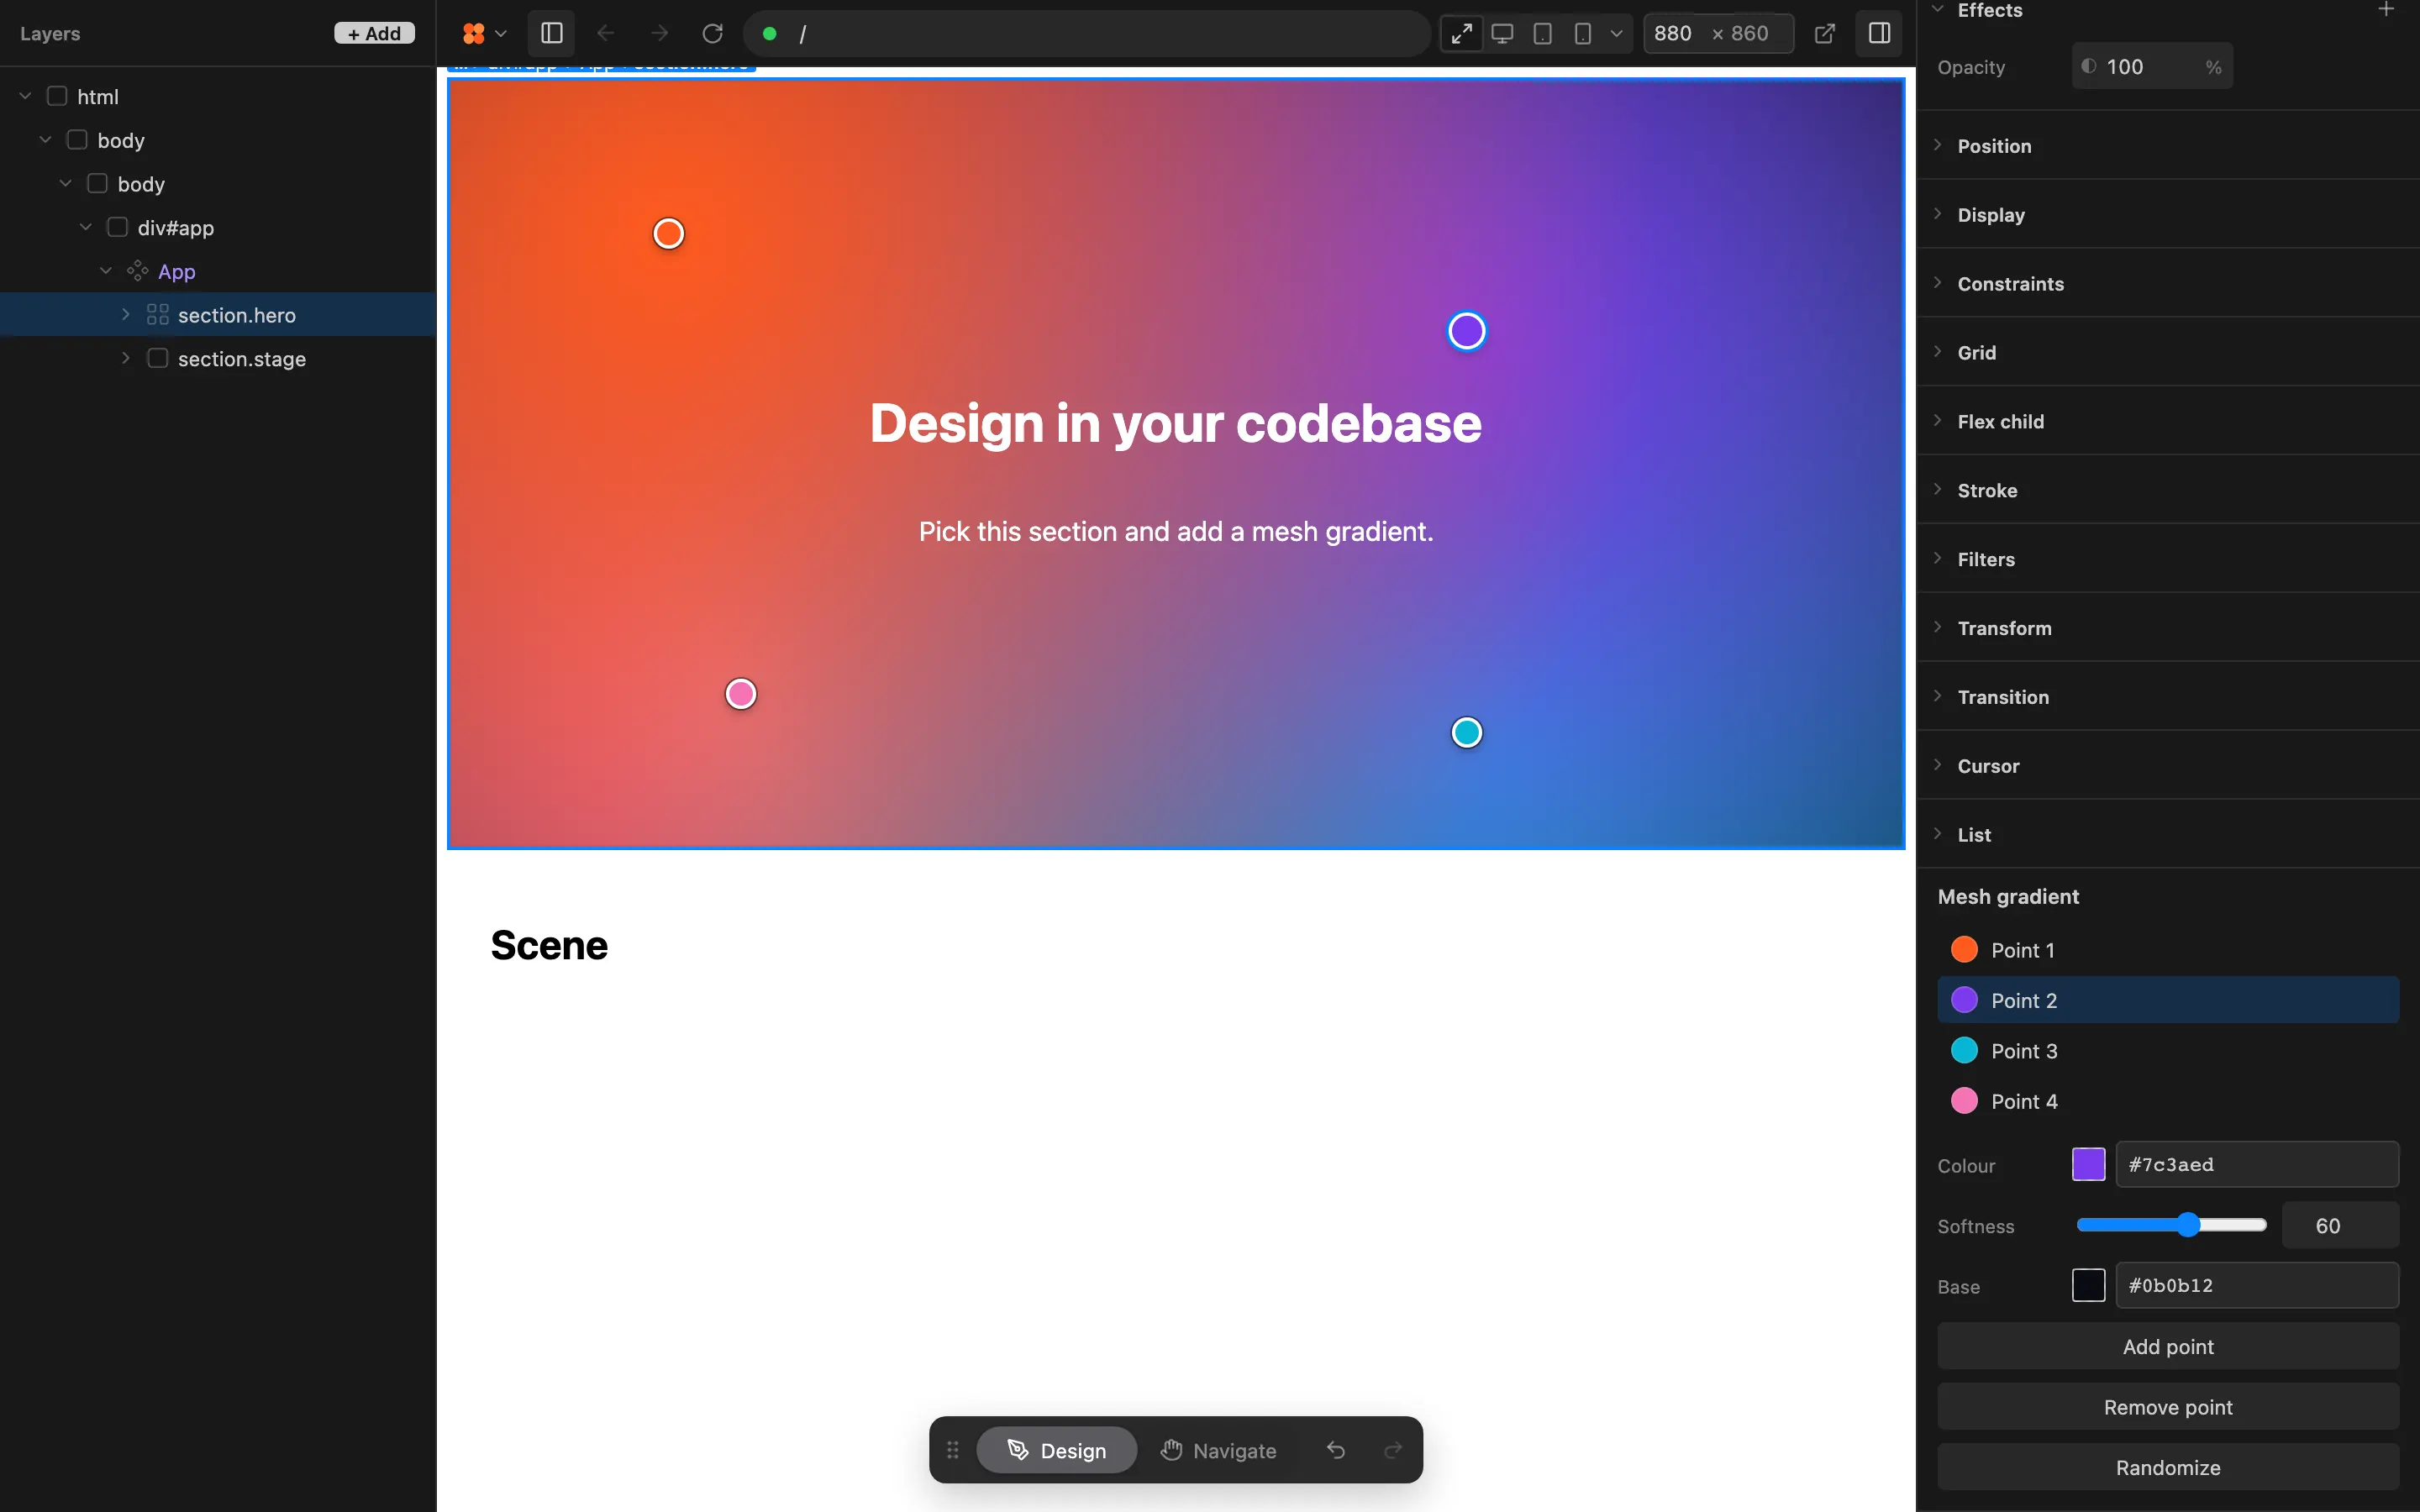 Layers
+ Add
/
880 × 860
html
body
body
div#app
App
section.hero
section.stage
Design in your codebase
Pick this section and add a mesh gradient.
Scene
Design
Navigate
Effects
Opacity 100 %
Position
Display
Constraints
Grid
Flex child
Stroke
Filters
Transform
Transition
Cursor
List
Mesh gradient
Point 1
Point 2
Point 3
Point 4
Colour #7c3aed
Softness 60
Base #0b0b12
Add point
Remove point
Randomize